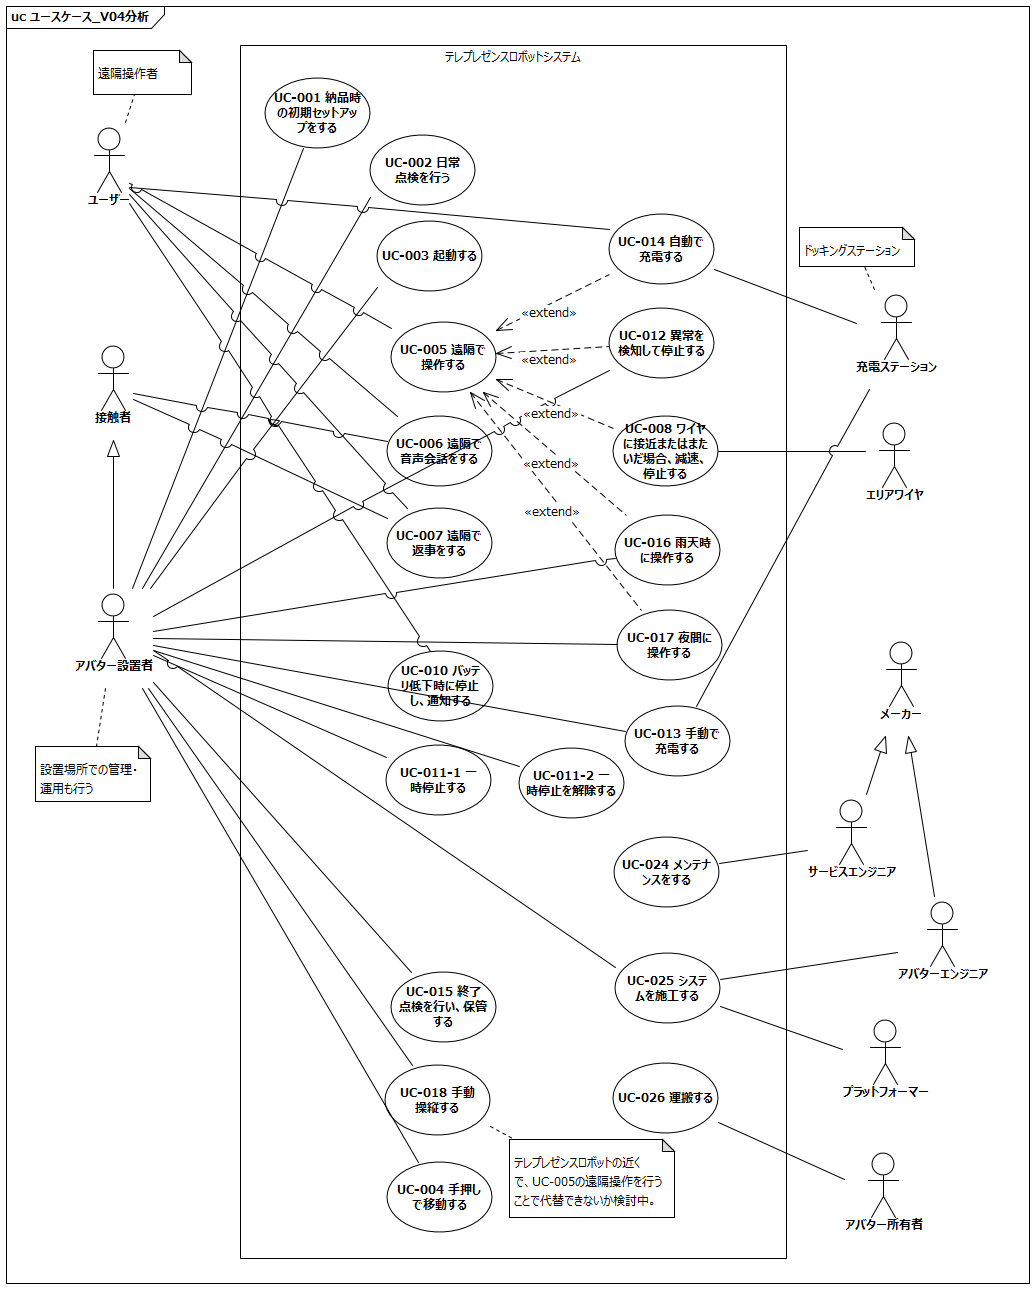 uc ユースケース_V04分析
テレプレゼンスロボットシステム
遠隔操作者
ユーザー
UC-001 納品時
の初期セットアッ
プをする
UC-002 日常
点検を行う
UC-003 起動する
UC-014 自動で
充電する
ドッキングステーション
充電ステーション
«extend»
UC-005 遠隔で
操作する
UC-012 異常を
検知して停止する
«extend»
接触者
«extend»
UC-006 遠隔で
音声会話をする
UC-008 ワイヤ
に接近またはまた
いだ場合、減速、
停止する
エリアワイヤ
«extend»
«extend»
UC-007 遠隔で
返事をする
UC-016 雨天時
に操作する
アバター設置者
UC-017 夜間に
操作する
UC-010 バッテ
リ低下時に停止
し、通知する
メーカー
UC-013 手動で
充電する
設置場所での管理・
運用も行う
UC-011-1 一
時停止する
UC-011-2 一
時停止を解除する
UC-024 メンテナ
ンスをする
サービスエンジニア
アバターエンジニア
UC-025 システ
ムを施工する
UC-015 終了
点検を行い、保管
する
プラットフォーマー
UC-018 手動
操縦する
UC-026 運搬する
テレプレゼンスロボットの近く
で、UC-005の遠隔操作を行う
ことで代替できないか検討中。
UC-004 手押し
で移動する
アバター所有者